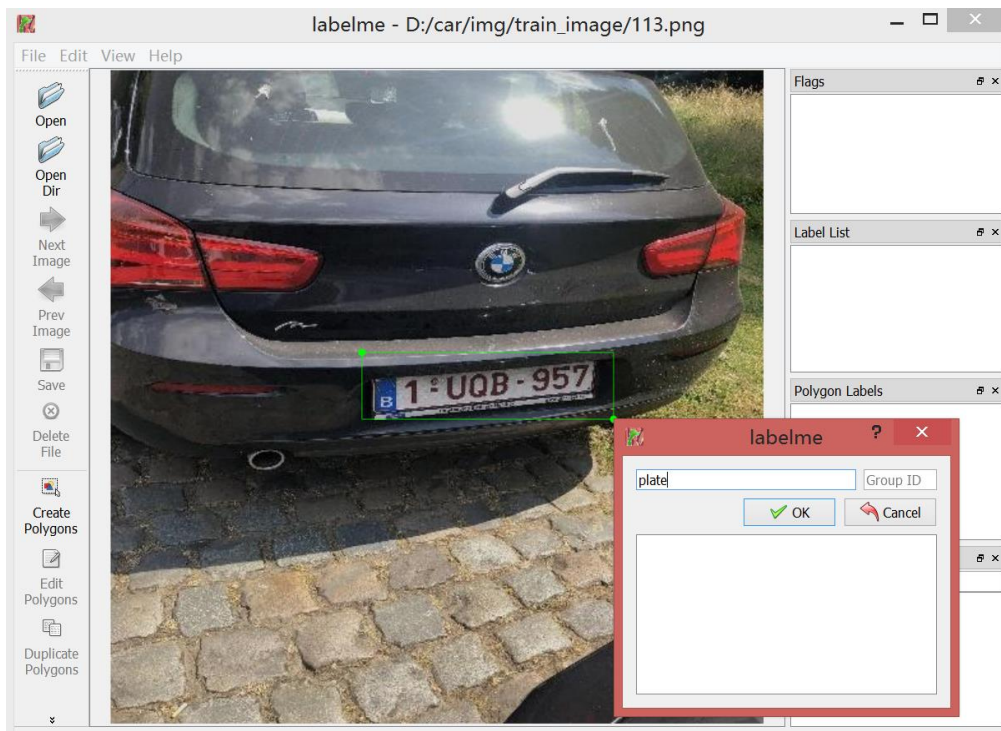 labelme - D:/car/img/train_image/113.png
File Edit View Help
Open
Open
Dir
Next
Image
Prev
Image
Save
Delete
File
Create
Polygons
Edit
Polygons
Duplicate
Polygons
B 1-UQB-957
Flags
Label List
Polygon Labels
labelme
plate
Group ID
OK
Cancel